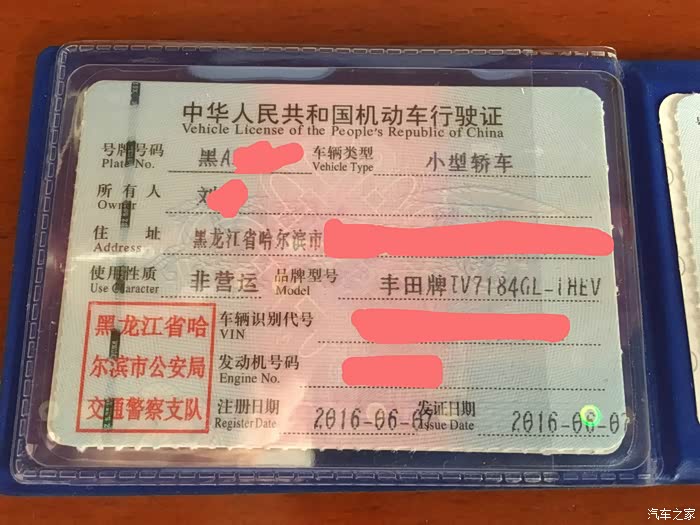 中华人民共和国机动车行驶证
Vehicle License of the People's Republic of China
号牌号码 黑A 车辆类型 小型轿车
Plate No. Vehicle Type
所有人 刘
Owner
住址 黑龙江省哈尔滨市
Address
使用性质 非营运 品牌型号 丰田牌TV7184GL-IHEV
Use Character Model
黑龙江省哈 车辆识别代号
VIN
尔滨市公安局 发动机号码
Engine No.
交通警察支队 注册日期 2016-06-07 发证日期 2016-06-07
Register Date Issue Date
汽车之家